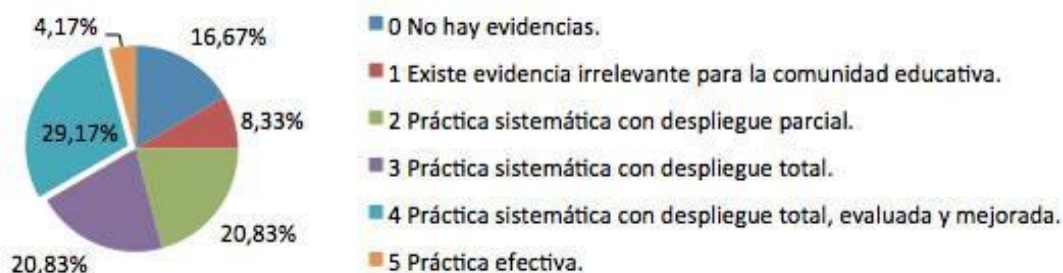 4,17%
16,67%
8,33%
20,83%
20,83%
29,17%
0 No hay evidencias.
1 Existe evidencia irrelevante para la comunidad educativa.
2 Práctica sistemática con despliegue parcial.
3 Práctica sistemática con despliegue total.
4 Práctica sistemática con despliegue total, evaluada y mejorada.
5 Práctica efectiva.